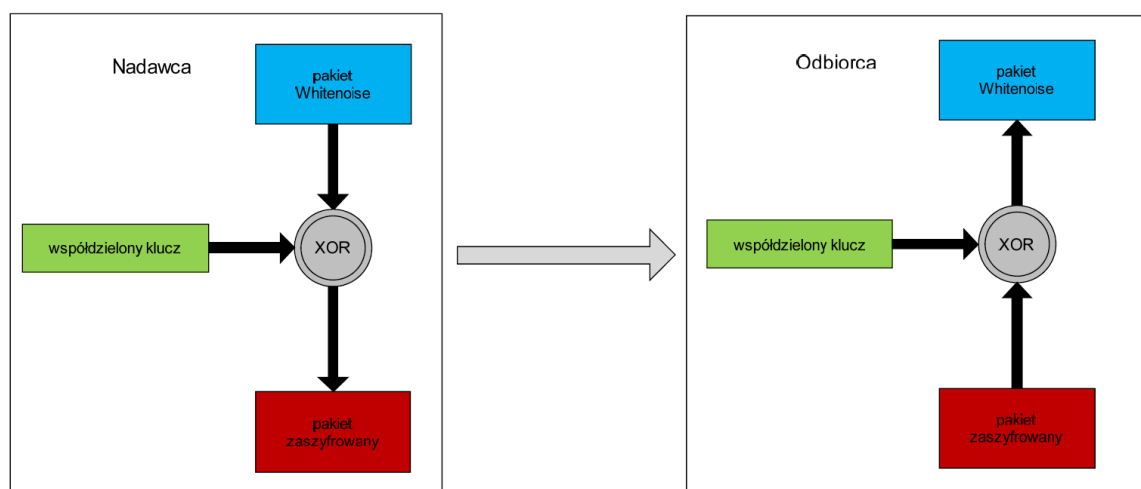 Nadawca
pakiet
Whitenoise
współdzielony klucz
XOR
pakiet
zaszyfrowany
Odbiorca
pakiet
Whitenoise
współdzielony klucz
XOR
pakiet
zaszyfrowany